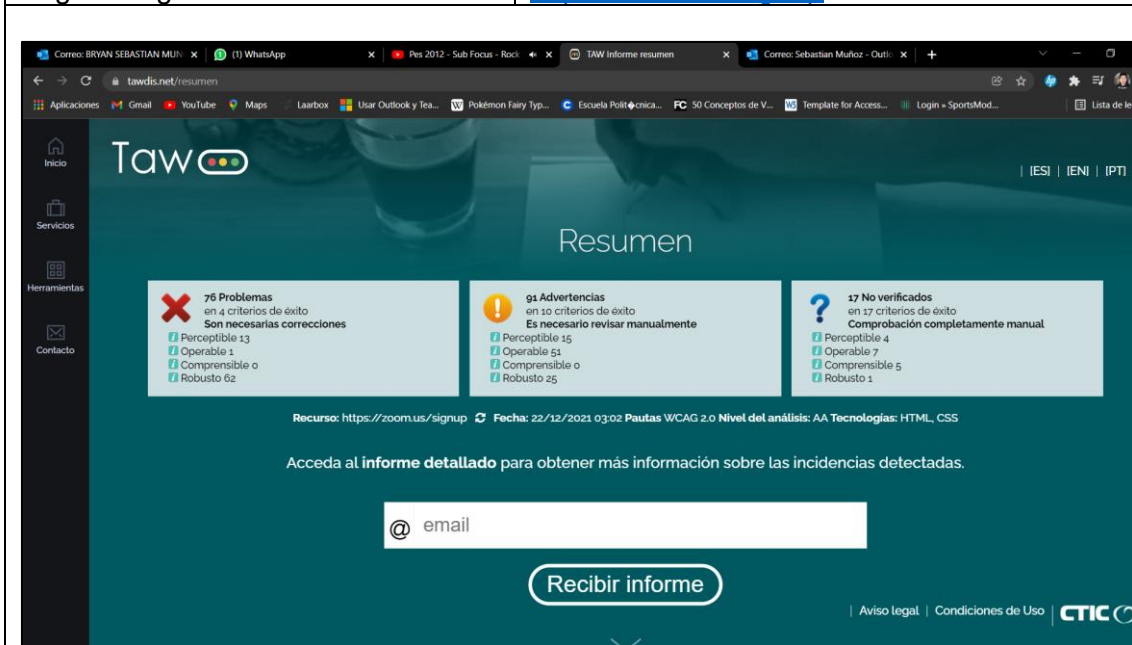 Correo: BRYAN SEBASTIAN MUN
(1) WhatsApp
Pes 2012 - Sub Focus - Rock
TAW Informe resumen
Correo: Sebastian Muñoz - Outlo
tawdis.net/resumen
Aplicaciones
Gmail
YouTube
Maps
Laarbox
Usar Outlook y Tea...
Pokémon Fairy Typ...
Escuela Polit�cnica...
FC 50 Conceptos de V...
Template for Access...
Login » SportsMod...
Lista de le
Inicio
Servicios
Herramientas
Contacto
Taw
| [ES] | [EN] | [PT]
Resumen
76 Problemas
en 4 criterios de éxito
Son necesarias correcciones
Perceptible 13
Operable 1
Comprensible 0
Robusto 62
91 Advertencias
en 10 criterios de éxito
Es necesario revisar manualmente
Perceptible 15
Operable 51
Comprensible 0
Robusto 25
17 No verificados
en 17 criterios de éxito
Comprobación completamente manual
Perceptible 4
Operable 7
Comprensible 5
Robusto 1
Recurso: https://zoom.us/signup Fecha: 22/12/2021 03:02 Pautas WCAG 2.0 Nivel del análisis: AA Tecnologías: HTML, CSS
Acceda al informe detallado para obtener más información sobre las incidencias detectadas.
@ email
Recibir informe
| Aviso legal | Condiciones de Uso | CTIC